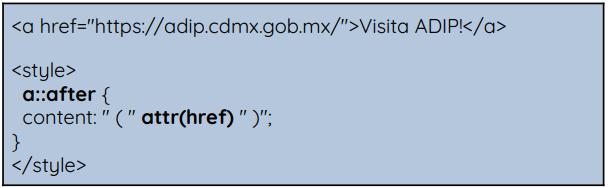 <a href="https://adip.cdmx.gob.mx/">Visita ADIP!</a>
<style>
a::after {
content: " ( " attr(href) " )";
}
</style>